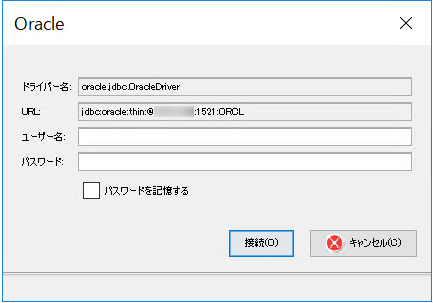 Oracle
ドライバー名: oracle.jdbc.OracleDriver
URL: jdbc:oracle:thin:@ :1521:ORCL
ユーザー名:
パスワード:
パスワードを記憶する
接続(O)
キャンセル(C)